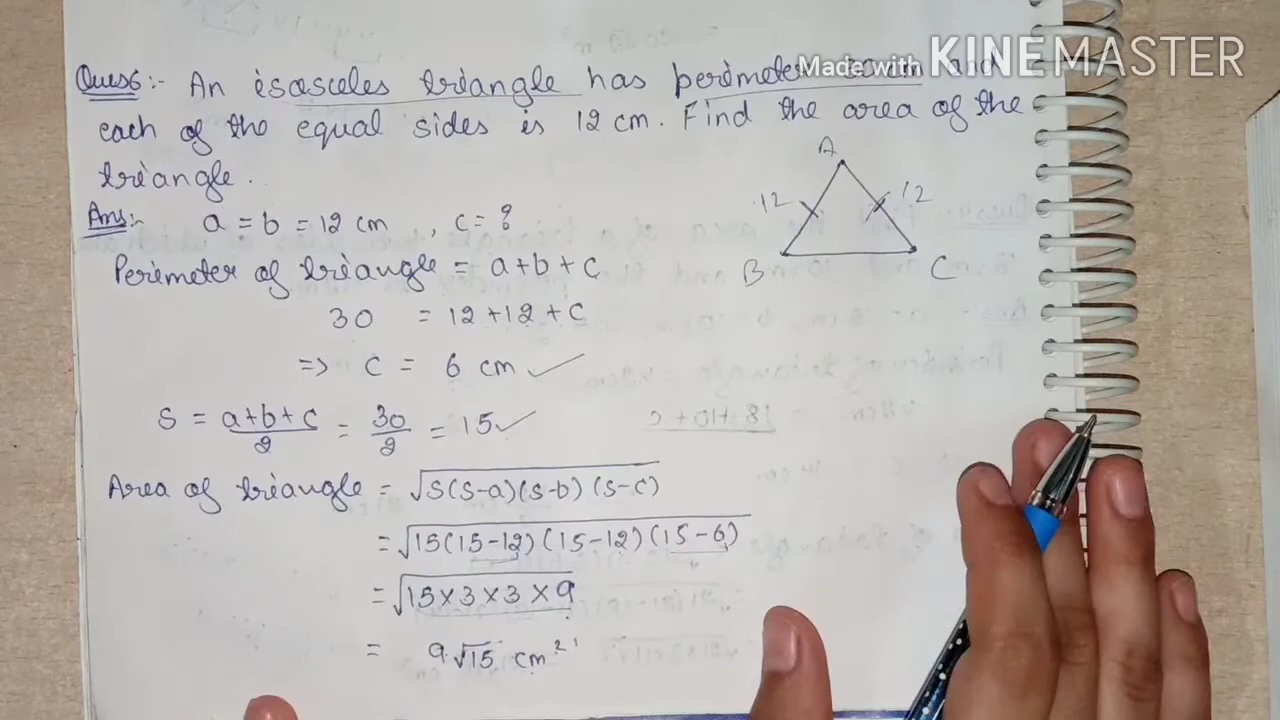 Made with KINEMASTER
Ques6:- An isosceles triangle has perimeter 30 cm and
each of the equal sides is 12 cm. Find the area of the
triangle.
Ans:- a = b = 12 cm , c = ?
A
12
12
B
C
Perimeter of triangle = a+b+c
30 = 12+12+c
=> c = 6 cm ✓
S = a+b+c/2 = 30/2 = 15 ✓
Area of triangle = √S(S-a)(S-b)(S-c)
= √15(15-12)(15-12)(15-6)
= √15×3×3×9
= 9√15 cm²